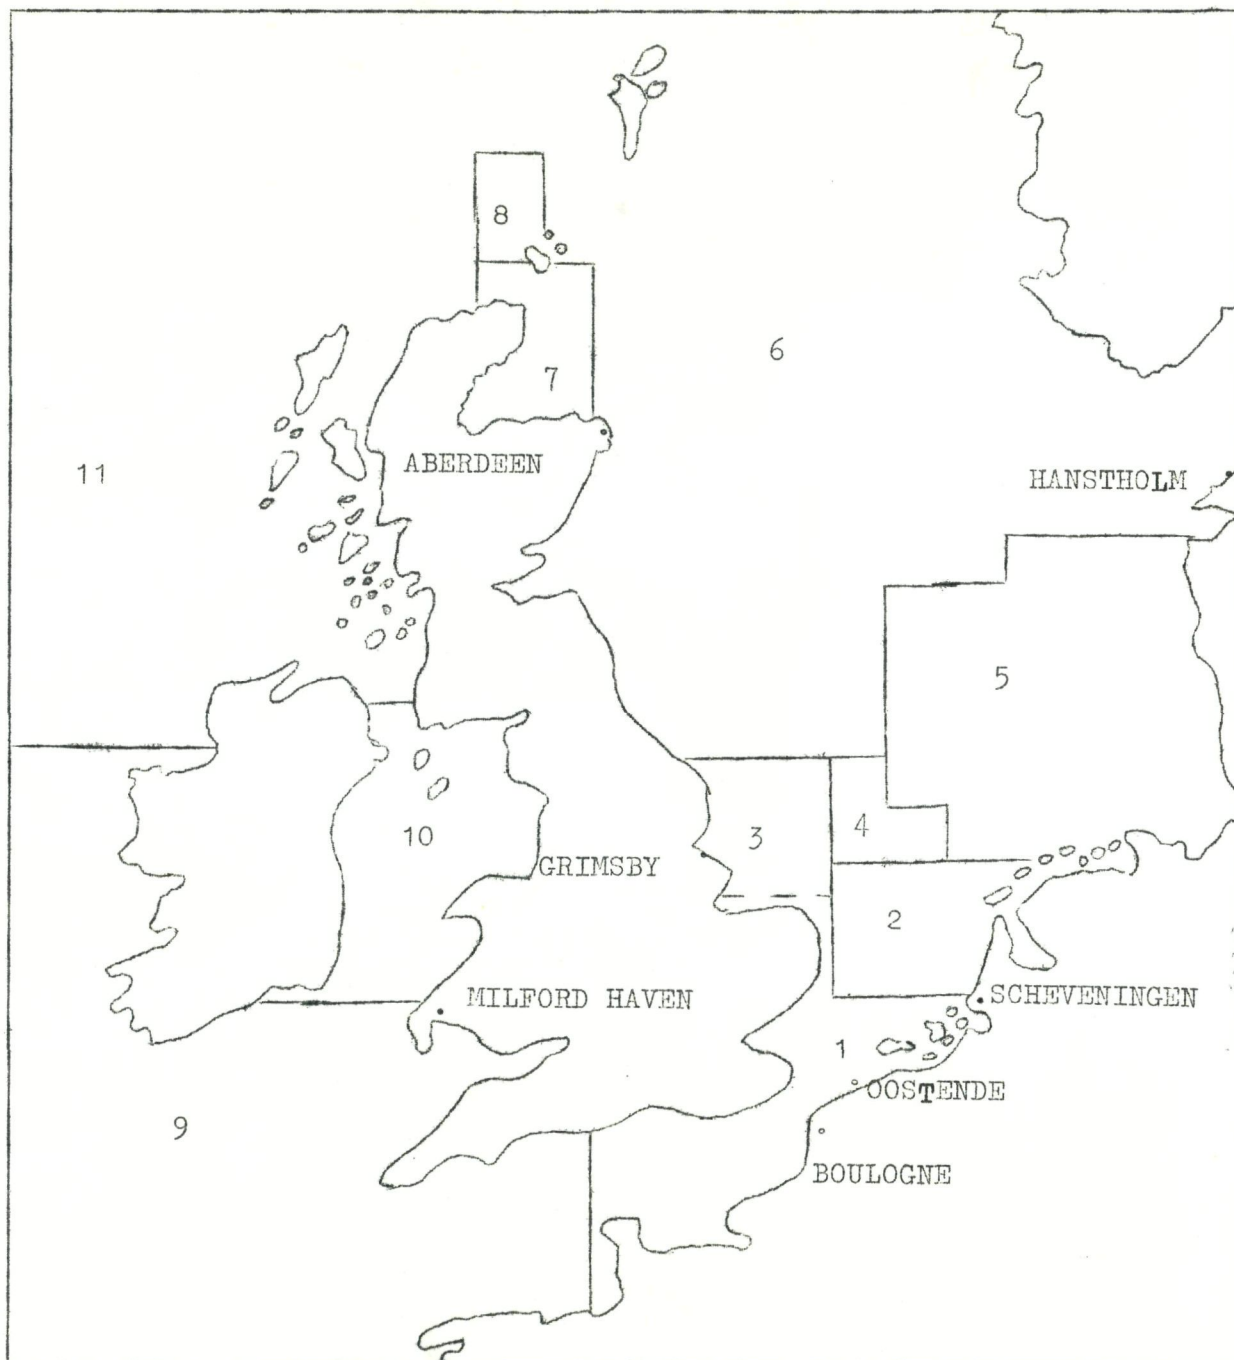 8
6
7
ABERDEEN
11
HANSTHOLM
5
3
4
10
GRIMSBY
2
MILFORD HAVEN
SCHEVENINGEN
1
OOSTENDE
9
BOULOGNE